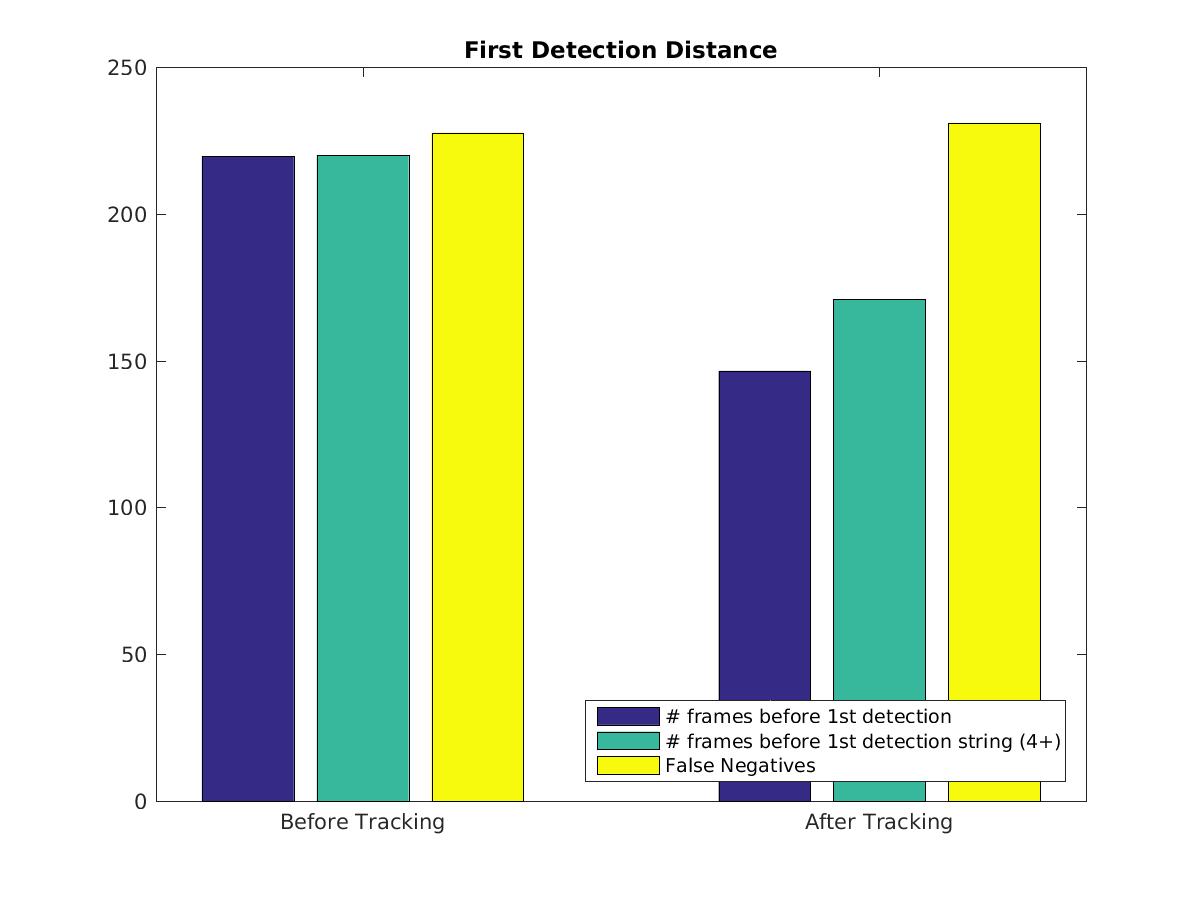 First Detection Distance
250
200
150
100
50
0
# frames before 1st detection
# frames before 1st detection string (4+)
False Negatives
Before Tracking After Tracking